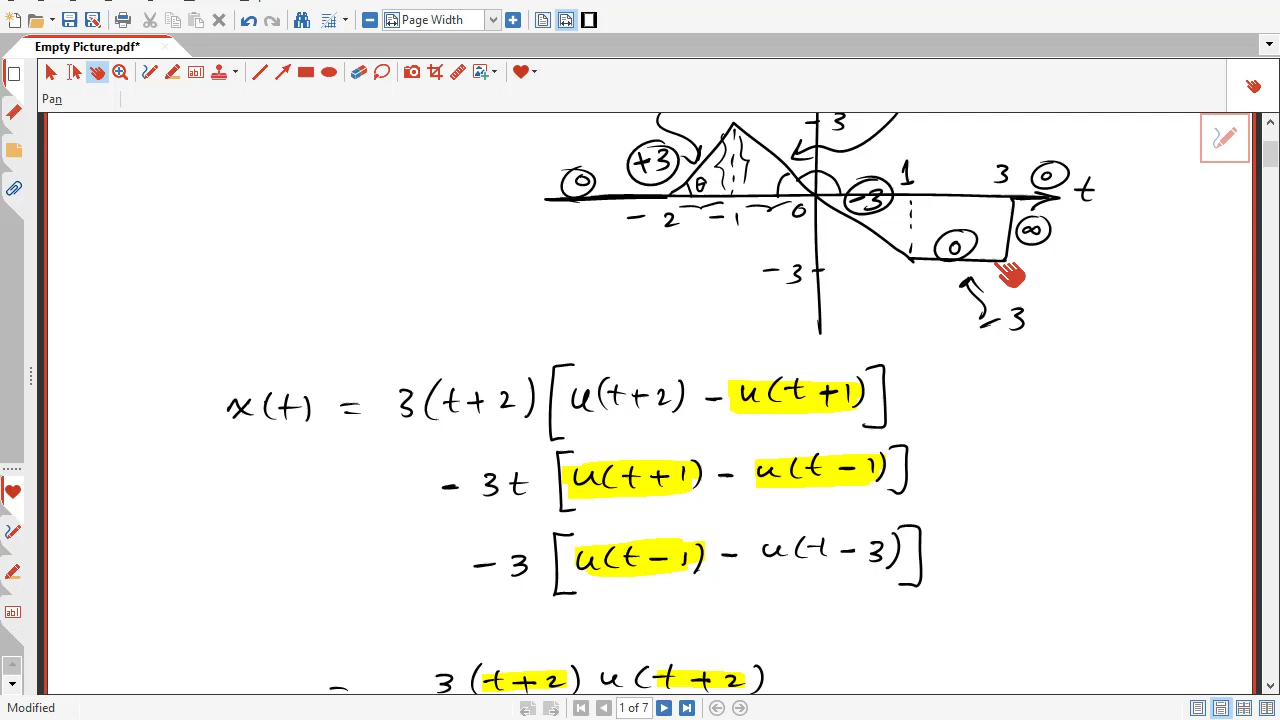 Page Width
Empty Picture.pdf*
Pan
- 3
+3
0
θ
- 2 - 1 0
-3
1
3
0
t
∞
0
- 3
- 3
x(t) = 3(t+2) [u(t+2) - u(t+1)]
- 3t [u(t+1) - u(t-1)]
- 3 [u(t-1) - u(t-3)]
= 3(t+2) u(t+2)
Modified
1 of 7